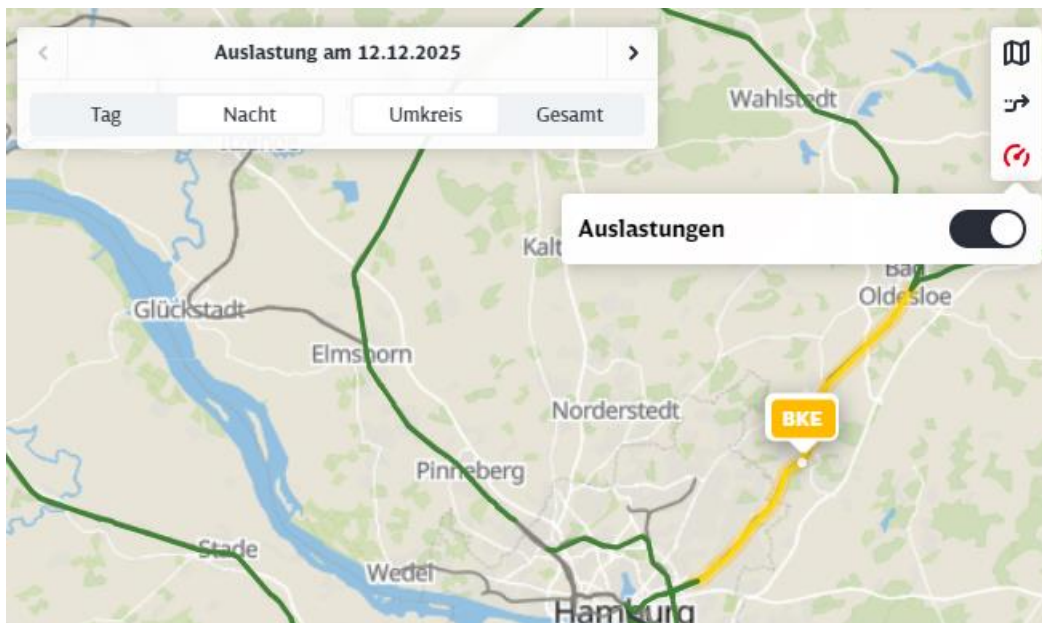 Auslastung am 12.12.2025
Tag Nacht Umkreis Gesamt
Wahlstedt
Auslastungen
Kalt
Bad
Oldesloe
Glückstadt
Elmshorn
Norderstedt
BKE
Pinneberg
Stade
Wedel
Hamburg